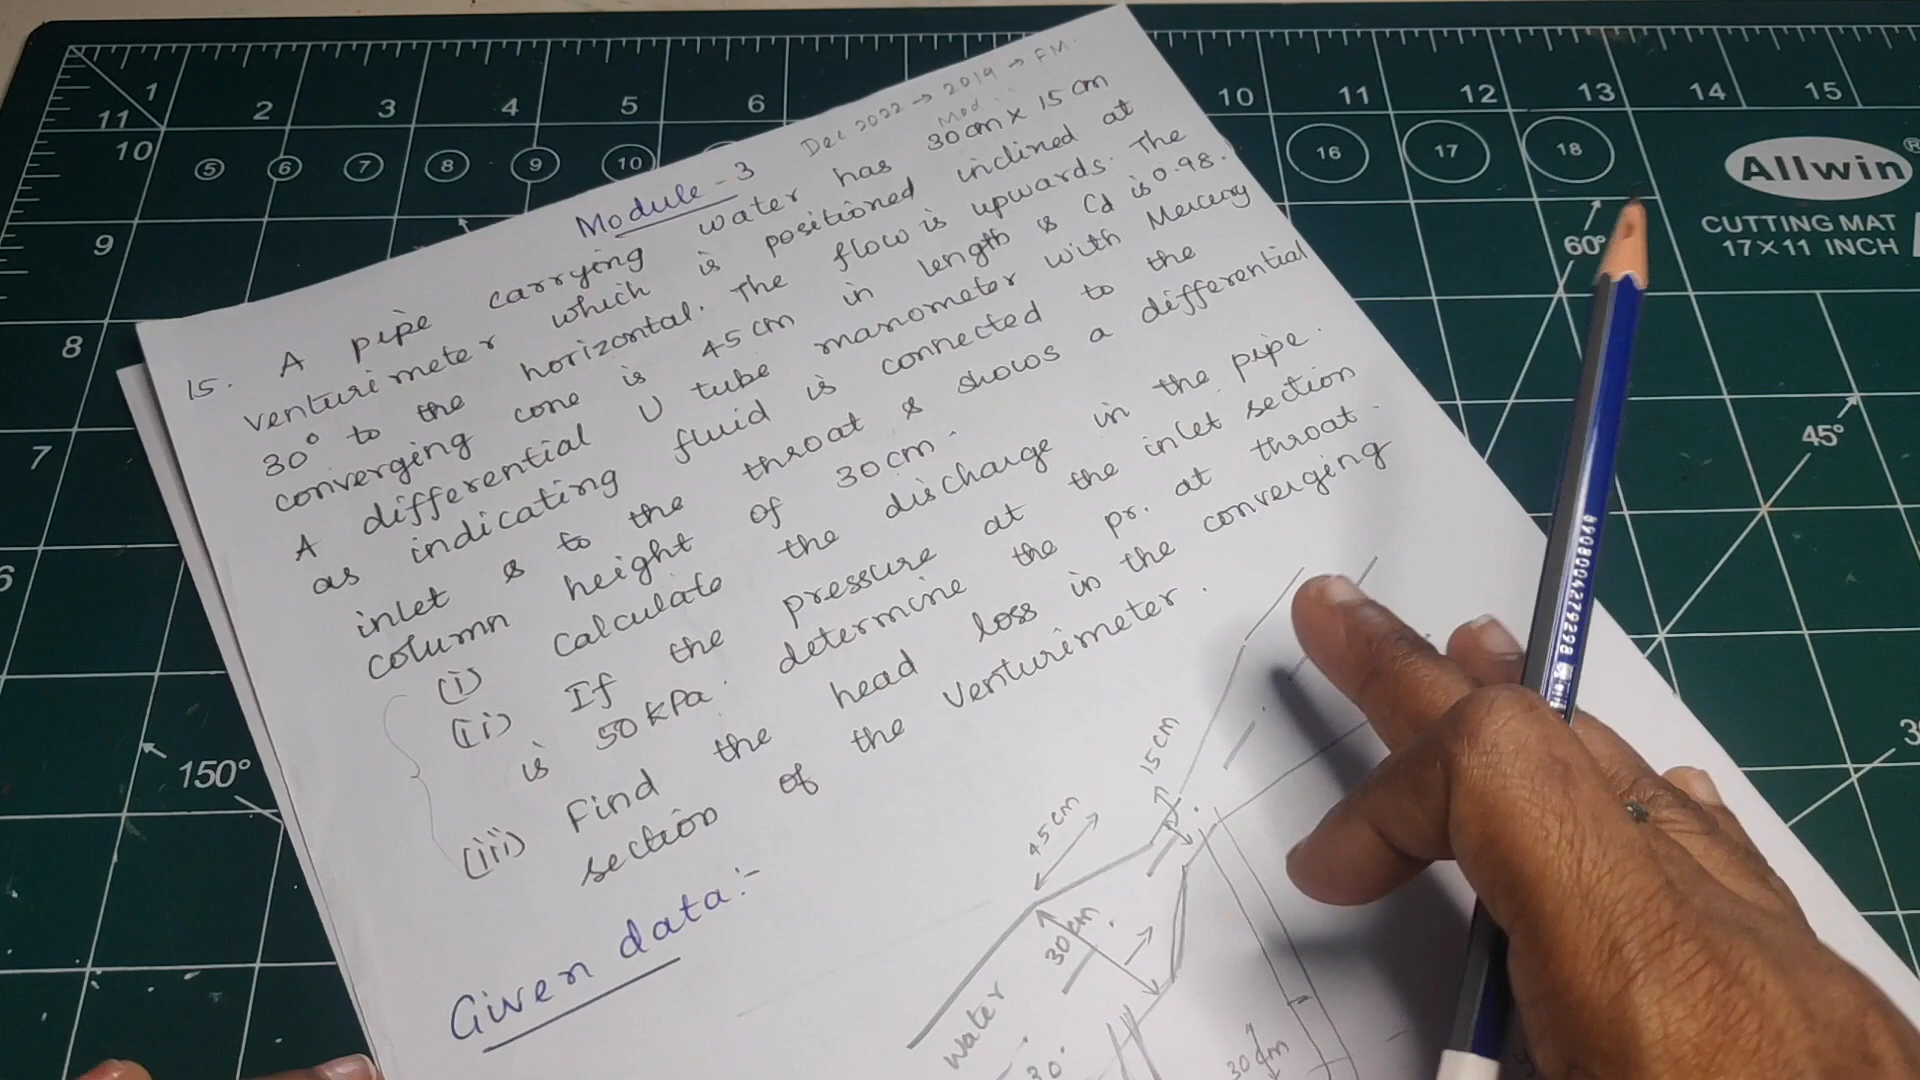 Dec 2022 → 2019 → FM.
Mod
Module - 3
15. A pipe carrying water has 30cm x 15 cm
venturimeter which is positioned inclined at
30° to the horizontal. The flow is upwards. The
converging cone is 45 cm in length & Cd is 0.98.
A differential U tube manometer with Mercury
as indicating fluid is connected to the
inlet & to the throat & shows a differential
column height of 30cm.
(i) Calculate the discharge in the pipe.
(ii) If the pressure at the inlet section
is 50 kPa. determine the pr. at throat.
(iii) Find the head loss in the converging
section of the Venturimeter.
Given data:-
45 cm
15 cm
30 cm
Water
30°
30 cm
1 2 3 4 5 6 10 11 12 13 14 15
11
10
9
8
7
6
5 6 7 8 9 10 16 17 18
150°
60°
45°
Allwin
CUTTING MAT
17 X 11 INCH
8908004279298